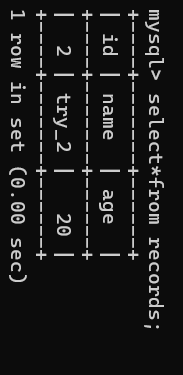 mysql> select*from records;
+----+-------+------+
| id | name  | age  |
+----+-------+------+
|  2 | try_2 |   20 |
+----+-------+------+
1 row in set (0.00 sec)